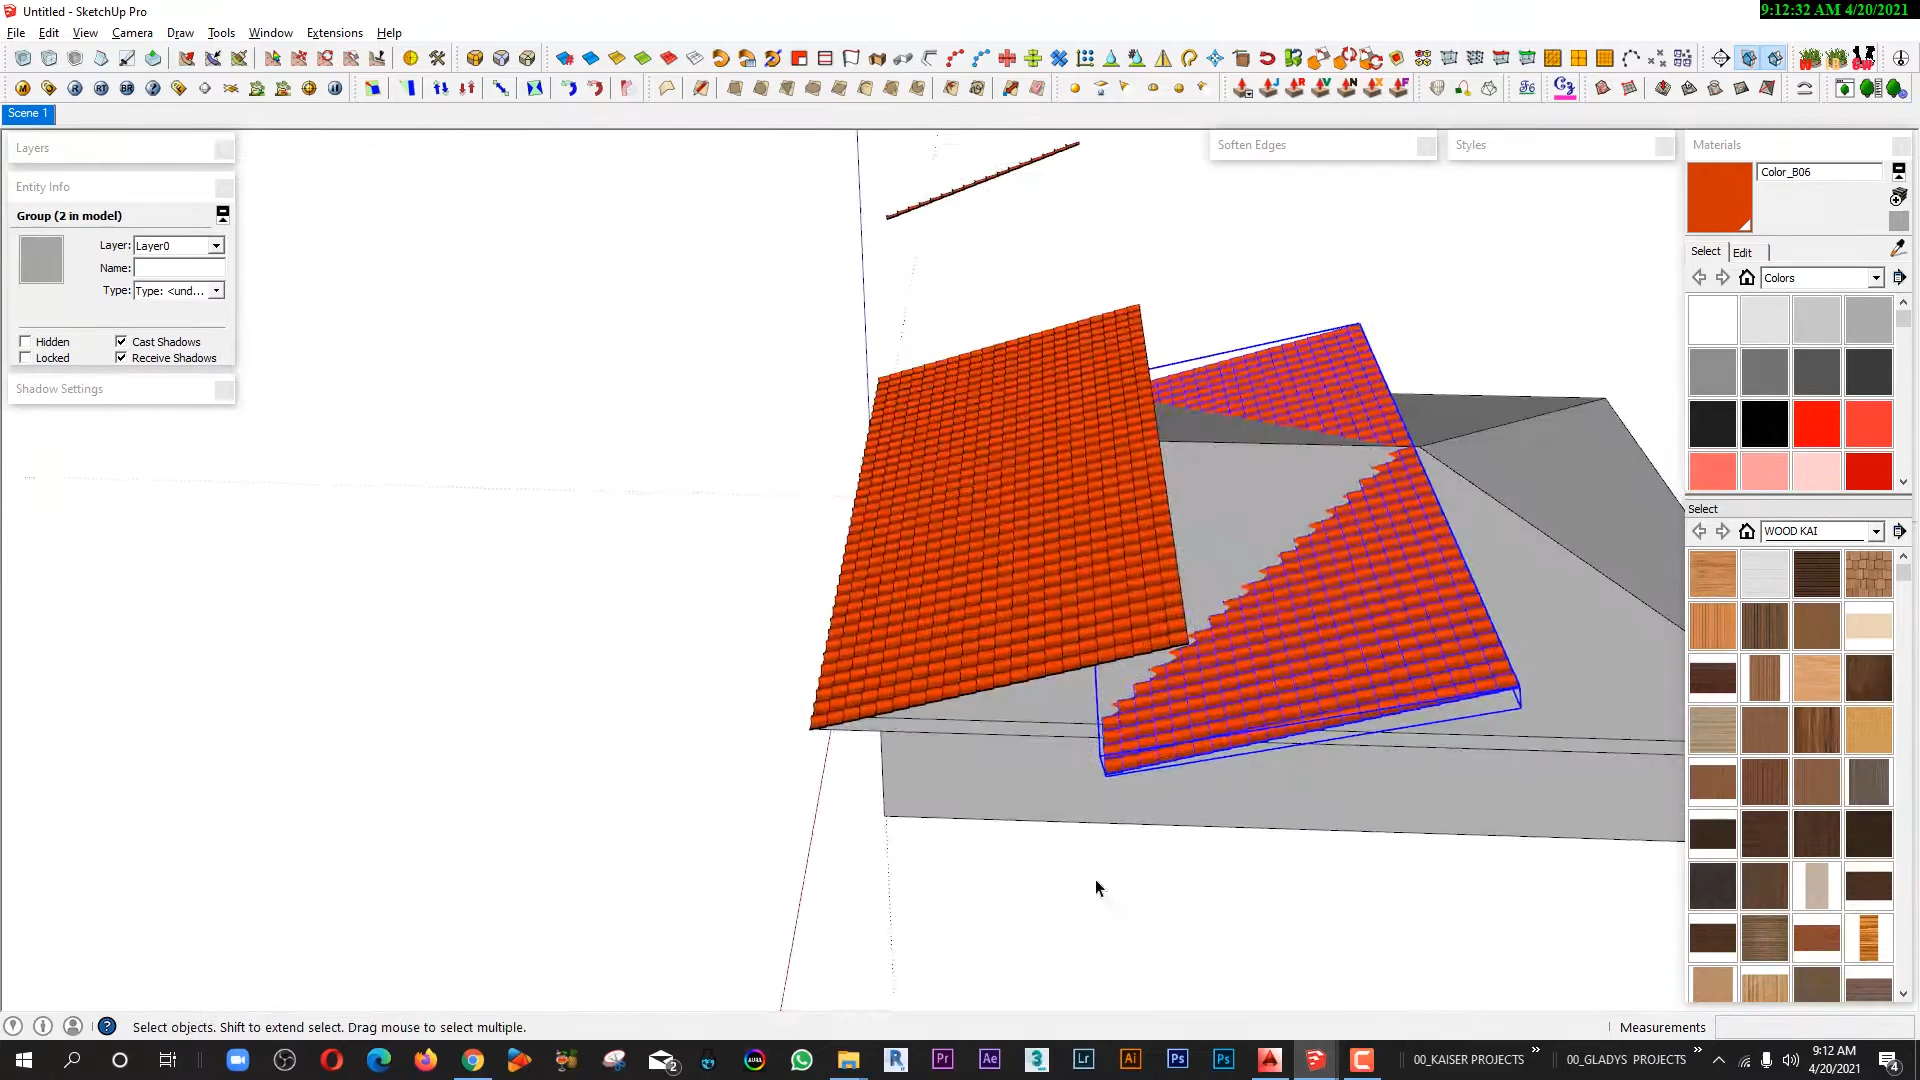 Untitled - SketchUp Pro
9:12:32 AM 4/20/2021
File Edit View Camera Draw Tools Window Extensions Help
Scene 1
Layers
Entity Info
Group (2 in model)
Layer: Layer0
Name:
Type: Type: <und...
Hidden
Cast Shadows
Locked
Receive Shadows
Shadow Settings
Soften Edges
Styles
Materials
Color_B06
Select Edit
Colors
Select
WOOD KAI
Select objects. Shift to extend select. Drag mouse to select multiple.
Measurements
00_KAISER PROJECTS
00_GLADYS PROJECTS
9:12 AM
4/20/2021